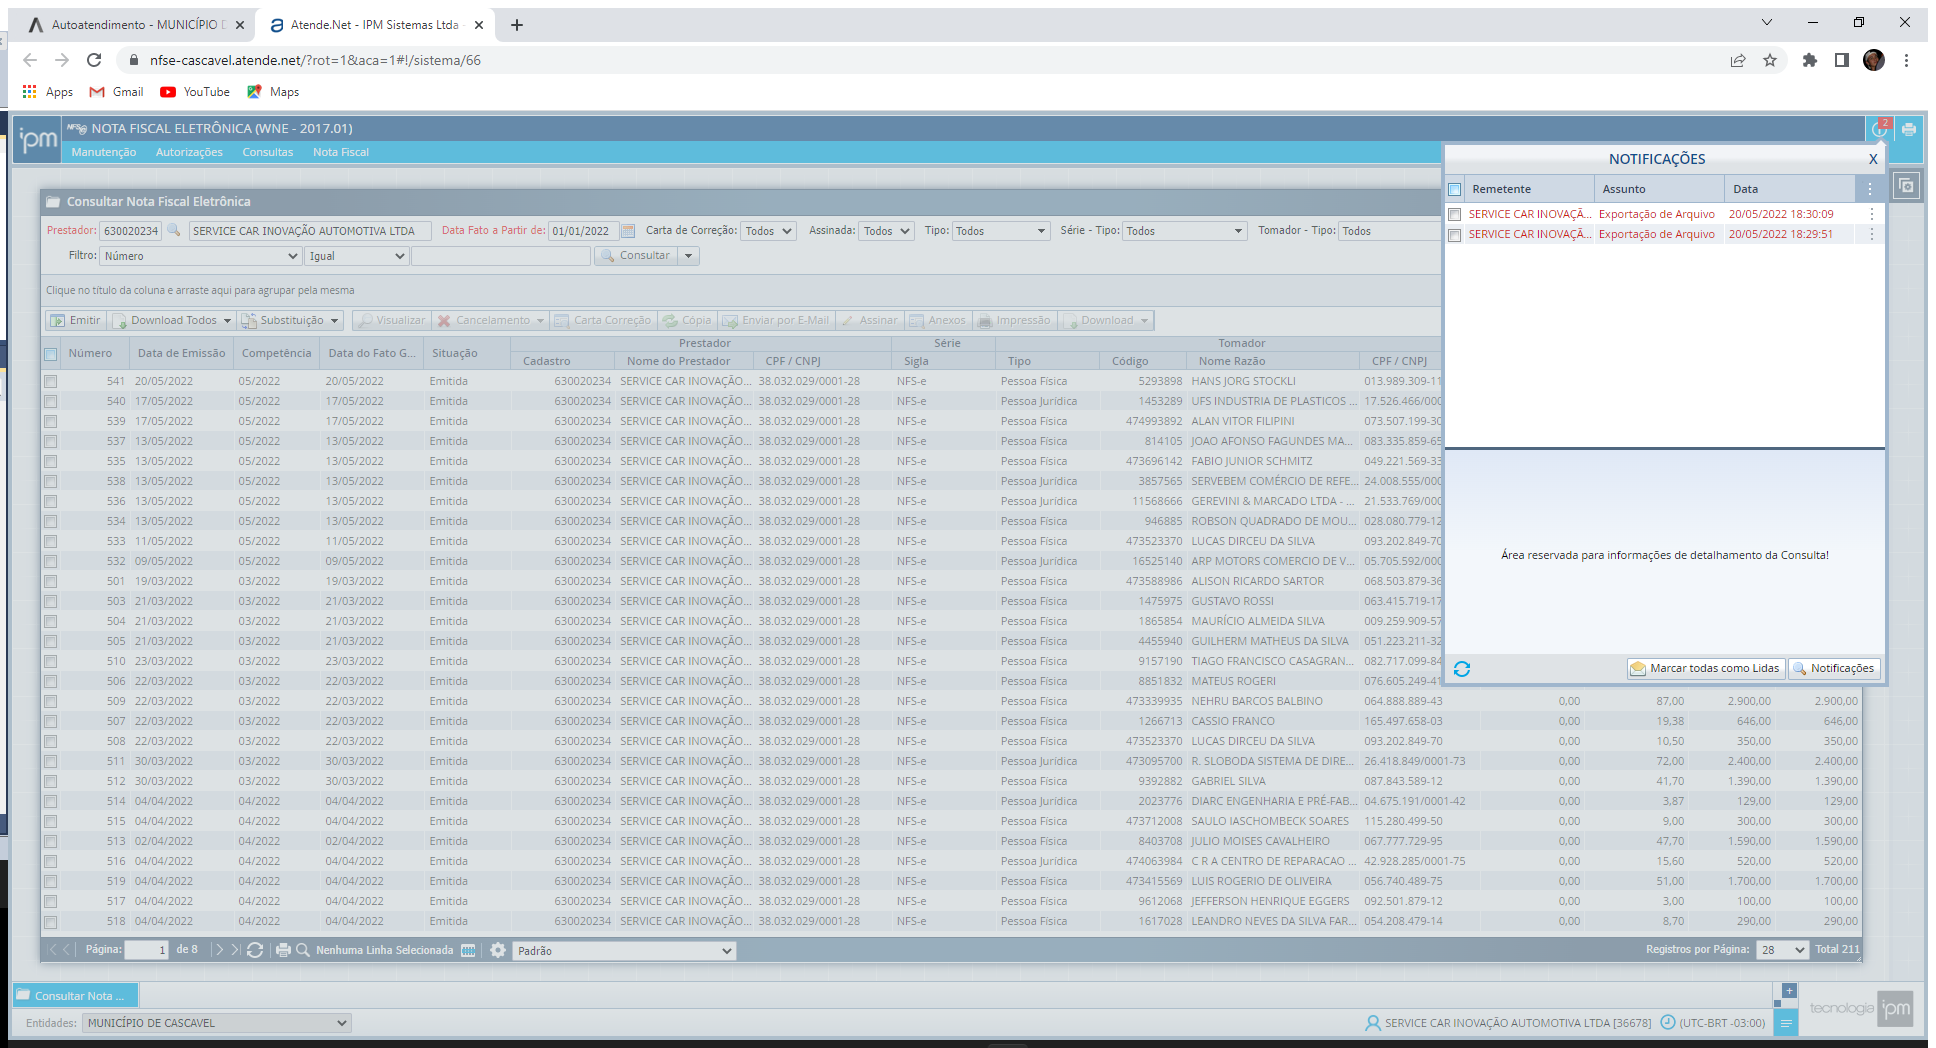 Autoatendimento - MUNICÍPIO D
Atende.Net - IPM Sistemas Ltda -
nfse-cascavel.atende.net/?rot=1&aca=1#!/sistema/66
Apps Gmail YouTube Maps
ipm
NFS-e NOTA FISCAL ELETRÔNICA (WNE - 2017.01)
2
Manutenção Autorizações Consultas Nota Fiscal
Consultar Nota Fiscal Eletrônica
Prestador: 630020234 SERVICE CAR INOVAÇÃO AUTOMOTIVA LTDA Data Fato a Partir de: 01/01/2022 Carta de Correção: Todos Assinada: Todos Tipo: Todos Série - Tipo: Todos Tomador - Tipo: Todos
Filtro: Número Igual Consultar
Clique no título da coluna e arraste aqui para agrupar pela mesma
Emitir Download Todos Substituição Visualizar Cancelamento Carta Correção Cópia Enviar por E-Mail Assinar Anexos Impressão Download
Prestador Série Tomador
Número Data de Emissão Competência Data do Fato G... Situação
Cadastro Nome do Prestador CPF / CNPJ Sigla Tipo Código Nome Razão CPF / CNPJ
541 20/05/2022 05/2022 20/05/2022 Emitida 630020234 SERVICE CAR INOVAÇÃO... 38.032.029/0001-28 NFS-e Pessoa Física 5293898 HANS JORG STOCKLI 013.989.309-11
540 17/05/2022 05/2022 17/05/2022 Emitida 630020234 SERVICE CAR INOVAÇÃO... 38.032.029/0001-28 NFS-e Pessoa Jurídica 1453289 UFS INDUSTRIA DE PLASTICOS ... 17.526.466/000
539 17/05/2022 05/2022 17/05/2022 Emitida 630020234 SERVICE CAR INOVAÇÃO... 38.032.029/0001-28 NFS-e Pessoa Física 474993892 ALAN VITOR FILIPINI 073.507.199-30
537 13/05/2022 05/2022 13/05/2022 Emitida 630020234 SERVICE CAR INOVAÇÃO... 38.032.029/0001-28 NFS-e Pessoa Física 814105 JOAO AFONSO FAGUNDES MA... 083.335.859-65
535 13/05/2022 05/2022 13/05/2022 Emitida 630020234 SERVICE CAR INOVAÇÃO... 38.032.029/0001-28 NFS-e Pessoa Física 473696142 FABIO JUNIOR SCHMITZ 049.221.569-33
538 13/05/2022 05/2022 13/05/2022 Emitida 630020234 SERVICE CAR INOVAÇÃO... 38.032.029/0001-28 NFS-e Pessoa Jurídica 3857565 SERVEBEM COMÉRCIO DE REFE... 24.008.555/000
536 13/05/2022 05/2022 13/05/2022 Emitida 630020234 SERVICE CAR INOVAÇÃO... 38.032.029/0001-28 NFS-e Pessoa Jurídica 11568666 GEREVINI & MARCADO LTDA - ... 21.533.769/000
534 13/05/2022 05/2022 13/05/2022 Emitida 630020234 SERVICE CAR INOVAÇÃO... 38.032.029/0001-28 NFS-e Pessoa Física 946885 ROBSON QUADRADO DE MOU... 028.080.779-12
533 11/05/2022 05/2022 11/05/2022 Emitida 630020234 SERVICE CAR INOVAÇÃO... 38.032.029/0001-28 NFS-e Pessoa Física 473523370 LUCAS DIRCEU DA SILVA 093.202.849-70
532 09/05/2022 05/2022 09/05/2022 Emitida 630020234 SERVICE CAR INOVAÇÃO... 38.032.029/0001-28 NFS-e Pessoa Jurídica 16525140 ARP MOTORS COMERCIO DE V... 05.705.592/000
501 19/03/2022 03/2022 19/03/2022 Emitida 630020234 SERVICE CAR INOVAÇÃO... 38.032.029/0001-28 NFS-e Pessoa Física 473588986 ALISON RICARDO SARTOR 068.503.879-36
503 21/03/2022 03/2022 21/03/2022 Emitida 630020234 SERVICE CAR INOVAÇÃO... 38.032.029/0001-28 NFS-e Pessoa Física 1475975 GUSTAVO ROSSI 063.415.719-17
504 21/03/2022 03/2022 21/03/2022 Emitida 630020234 SERVICE CAR INOVAÇÃO... 38.032.029/0001-28 NFS-e Pessoa Física 1865854 MAURÍCIO ALMEIDA SILVA 009.259.909-57
505 21/03/2022 03/2022 21/03/2022 Emitida 630020234 SERVICE CAR INOVAÇÃO... 38.032.029/0001-28 NFS-e Pessoa Física 4455940 GUILHERM MATHEUS DA SILVA 051.223.211-32
510 23/03/2022 03/2022 23/03/2022 Emitida 630020234 SERVICE CAR INOVAÇÃO... 38.032.029/0001-28 NFS-e Pessoa Física 9157190 TIAGO FRANCISCO CASAGRAN... 082.717.099-84
506 22/03/2022 03/2022 22/03/2022 Emitida 630020234 SERVICE CAR INOVAÇÃO... 38.032.029/0001-28 NFS-e Pessoa Física 8851832 MATEUS ROGERI 076.605.249-41
509 22/03/2022 03/2022 22/03/2022 Emitida 630020234 SERVICE CAR INOVAÇÃO... 38.032.029/0001-28 NFS-e Pessoa Física 473339935 NEHRU BARCOS BALBINO 064.888.889-43 0,00 87,00 2.900,00 2.900,00
507 22/03/2022 03/2022 22/03/2022 Emitida 630020234 SERVICE CAR INOVAÇÃO... 38.032.029/0001-28 NFS-e Pessoa Física 1266713 CASSIO FRANCO 165.497.658-03 0,00 19,38 646,00 646,00
508 22/03/2022 03/2022 22/03/2022 Emitida 630020234 SERVICE CAR INOVAÇÃO... 38.032.029/0001-28 NFS-e Pessoa Física 473523370 LUCAS DIRCEU DA SILVA 093.202.849-70 0,00 10,50 350,00 350,00
511 30/03/2022 03/2022 30/03/2022 Emitida 630020234 SERVICE CAR INOVAÇÃO... 38.032.029/0001-28 NFS-e Pessoa Jurídica 473095700 R. SLOBODA SISTEMA DE DIRE... 26.418.849/0001-73 0,00 72,00 2.400,00 2.400,00
512 30/03/2022 03/2022 30/03/2022 Emitida 630020234 SERVICE CAR INOVAÇÃO... 38.032.029/0001-28 NFS-e Pessoa Física 9392882 GABRIEL SILVA 087.843.589-12 0,00 41,70 1.390,00 1.390,00
514 04/04/2022 04/2022 04/04/2022 Emitida 630020234 SERVICE CAR INOVAÇÃO... 38.032.029/0001-28 NFS-e Pessoa Jurídica 2023776 DIARC ENGENHARIA E PRÉ-FAB... 04.675.191/0001-42 0,00 3,87 129,00 129,00
515 04/04/2022 04/2022 04/04/2022 Emitida 630020234 SERVICE CAR INOVAÇÃO... 38.032.029/0001-28 NFS-e Pessoa Física 473712008 SAULO IASCHOMBECK SOARES 115.280.499-50 0,00 9,00 300,00 300,00
513 02/04/2022 04/2022 02/04/2022 Emitida 630020234 SERVICE CAR INOVAÇÃO... 38.032.029/0001-28 NFS-e Pessoa Física 8403708 JULIO MOISES CAVALHEIRO 067.777.729-95 0,00 47,70 1.590,00 1.590,00
516 04/04/2022 04/2022 04/04/2022 Emitida 630020234 SERVICE CAR INOVAÇÃO... 38.032.029/0001-28 NFS-e Pessoa Jurídica 474063984 C R A CENTRO DE REPARACAO ... 42.928.285/0001-75 0,00 15,60 520,00 520,00
519 04/04/2022 04/2022 04/04/2022 Emitida 630020234 SERVICE CAR INOVAÇÃO... 38.032.029/0001-28 NFS-e Pessoa Física 473415569 LUIS ROGERIO DE OLIVEIRA 056.740.489-75 0,00 51,00 1.700,00 1.700,00
517 04/04/2022 04/2022 04/04/2022 Emitida 630020234 SERVICE CAR INOVAÇÃO... 38.032.029/0001-28 NFS-e Pessoa Física 9612068 JEFFERSON HENRIQUE EGGERS 092.501.879-12 0,00 3,00 100,00 100,00
518 04/04/2022 04/2022 04/04/2022 Emitida 630020234 SERVICE CAR INOVAÇÃO... 38.032.029/0001-28 NFS-e Pessoa Física 1617028 LEANDRO NEVES DA SILVA FAR... 054.208.479-14 0,00 8,70 290,00 290,00
Página: 1 de 8 Nenhuma Linha Selecionada Padrão Registros por Página: 28 Total 211
NOTIFICAÇÕES X
Remetente Assunto Data
SERVICE CAR INOVAÇÃ... Exportação de Arquivo 20/05/2022 18:30:09
SERVICE CAR INOVAÇÃ... Exportação de Arquivo 20/05/2022 18:29:51
Área reservada para informações de detalhamento da Consulta!
Marcar todas como Lidas Notificações
Consultar Nota ...
Entidades: MUNICÍPIO DE CASCAVEL SERVICE CAR INOVAÇÃO AUTOMOTIVA LTDA [36678] (UTC-BRT -03:00)
tecnologia ipm